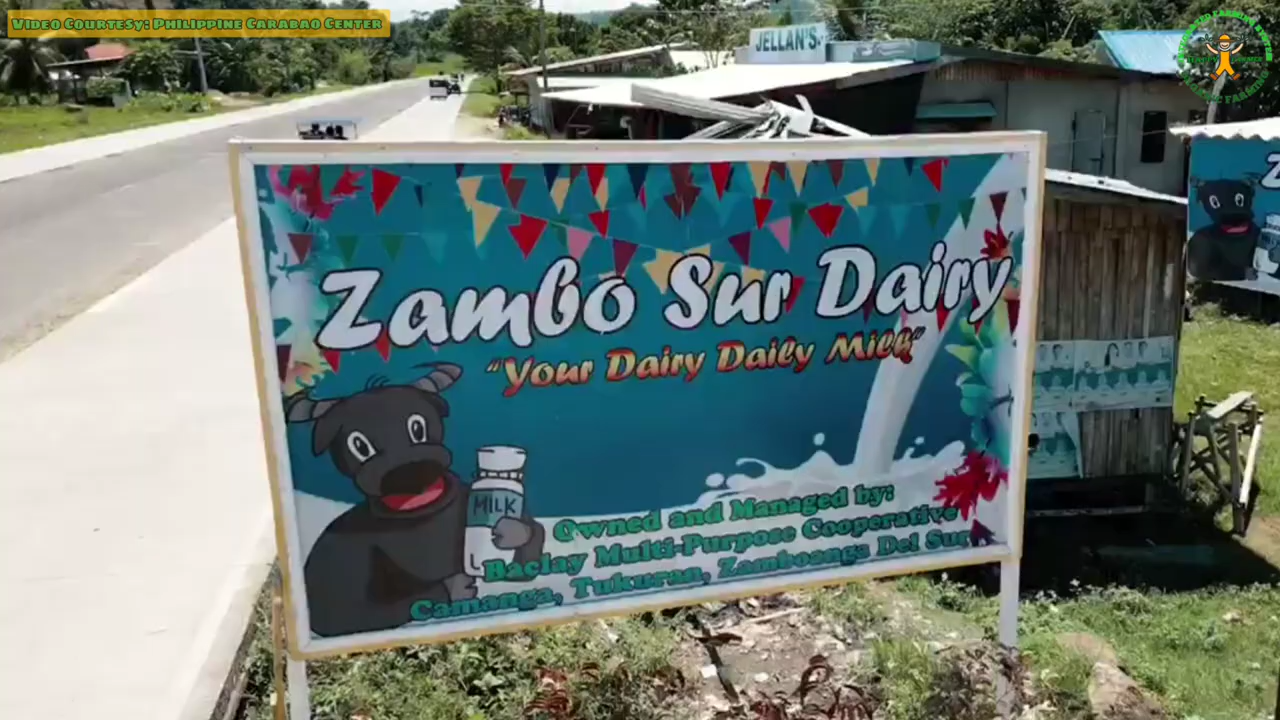 Video Courtesy: Philippine Carabao Center
JELLAN'S
Zambo Sur Dairy
"Your Dairy Daily Milk"
MILK
Owned and Managed by:
Baclay Multi-Purpose Cooperative
Camanga, Tukuran, Zamboanga Del Sur
Z